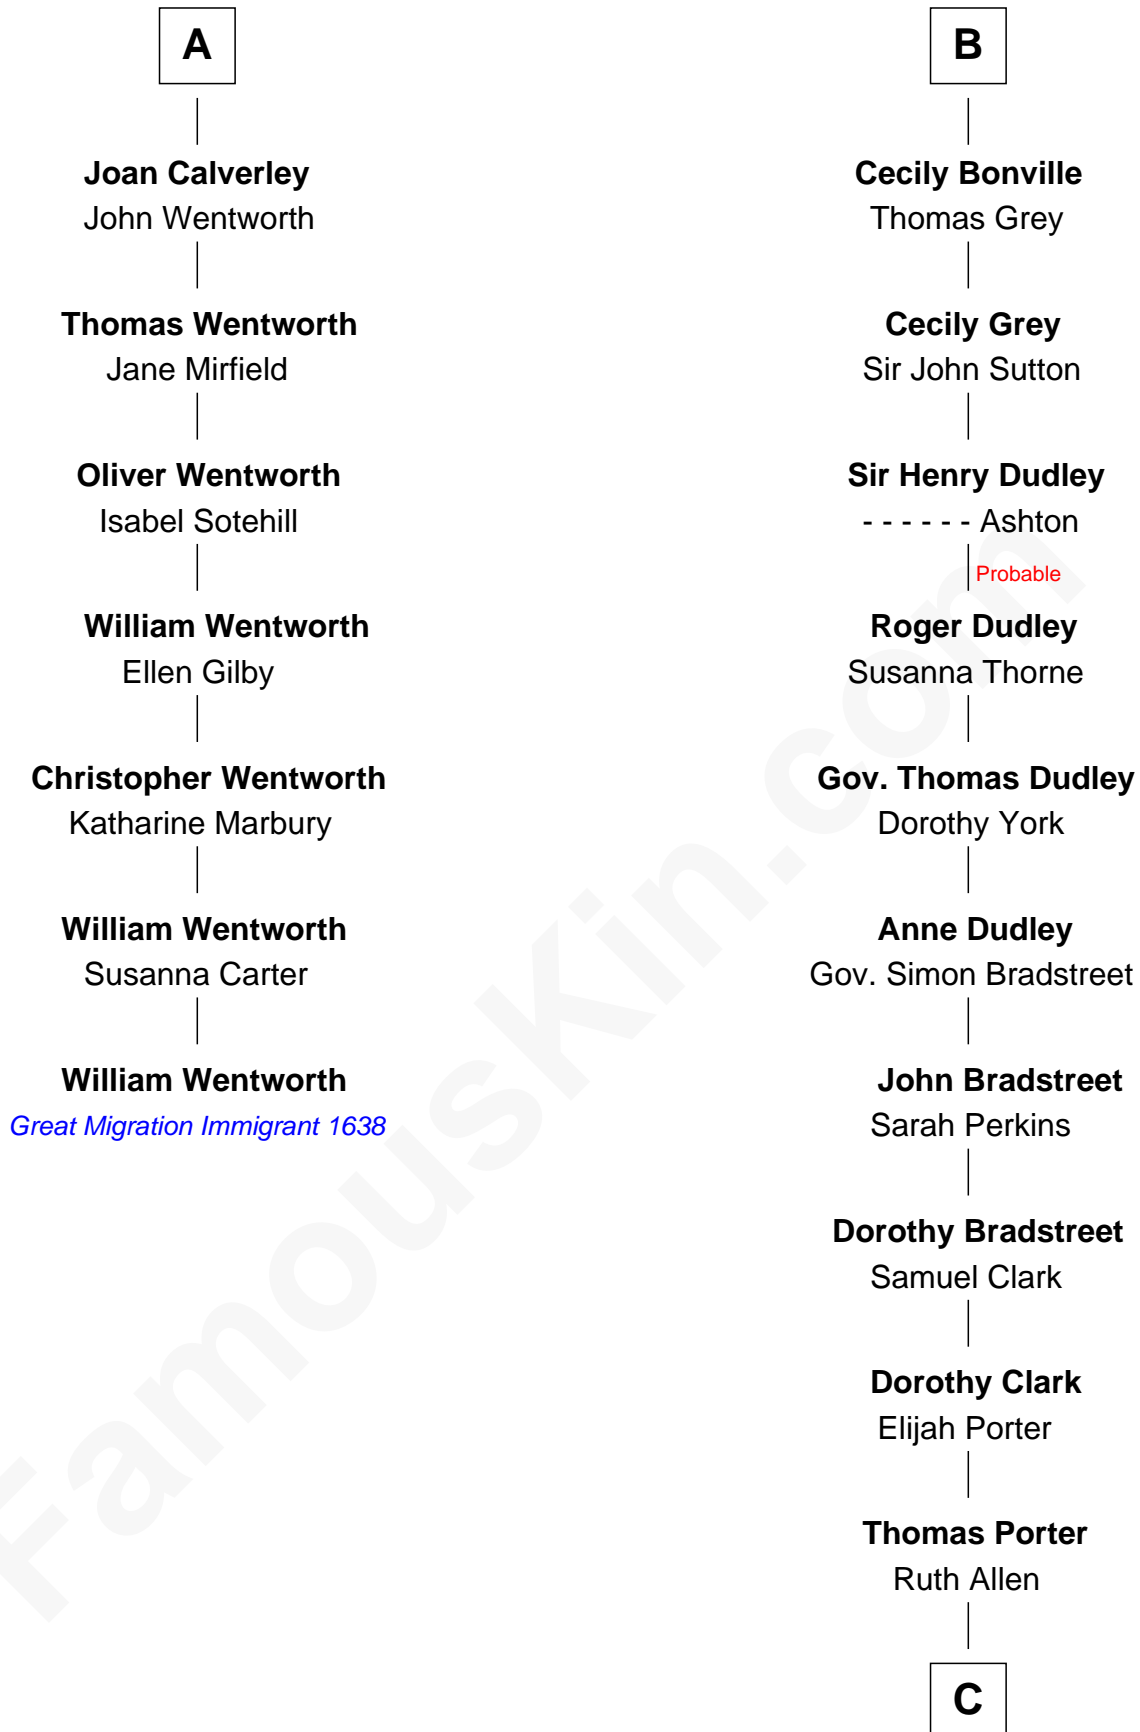 A
Joan Calverley
John Wentworth
Thomas Wentworth
Jane Mirfield
Oliver Wentworth
Isabel Sotehill
William Wentworth
Ellen Gilby
Christopher Wentworth
Katharine Marbury
William Wentworth
Susanna Carter
William Wentworth
Great Migration Immigrant 1638
B
Cecily Bonville
Thomas Grey
Cecily Grey
Sir John Sutton
Sir Henry Dudley
- - - - - - Ashton
Probable
Roger Dudley
Susanna Thorne
Gov. Thomas Dudley
Dorothy York
Anne Dudley
Gov. Simon Bradstreet
John Bradstreet
Sarah Perkins
Dorothy Bradstreet
Samuel Clark
Dorothy Clark
Elijah Porter
Thomas Porter
Ruth Allen
C
FamousKin.com